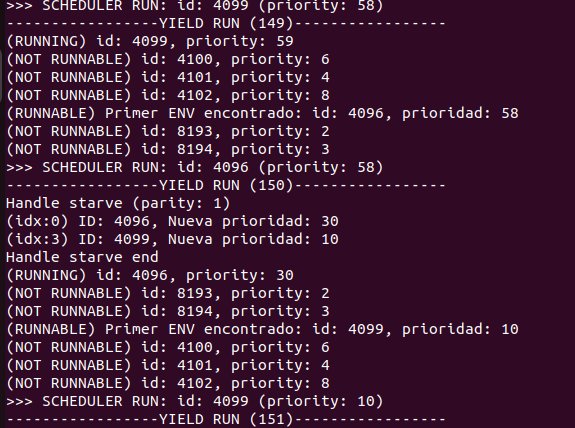 >>> SCHEDULER RUN: id: 4099 (priority: 58)
-----------------YIELD RUN (149)-----------------
(RUNNING) id: 4099, priority: 59
(NOT RUNNABLE) id: 4100, priority: 6
(NOT RUNNABLE) id: 4101, priority: 4
(NOT RUNNABLE) id: 4102, priority: 8
(RUNNABLE) Primer ENV encontrado: id: 4096, prioridad: 58
(NOT RUNNABLE) id: 8193, priority: 2
(NOT RUNNABLE) id: 8194, priority: 3
>>> SCHEDULER RUN: id: 4096 (priority: 58)
-----------------YIELD RUN (150)-----------------
Handle starve (parity: 1)
(idx:0) ID: 4096, Nueva prioridad: 30
(idx:3) ID: 4099, Nueva prioridad: 10
Handle starve end
(RUNNING) id: 4096, priority: 30
(NOT RUNNABLE) id: 8193, priority: 2
(NOT RUNNABLE) id: 8194, priority: 3
(RUNNABLE) Primer ENV encontrado: id: 4099, prioridad: 10
(NOT RUNNABLE) id: 4100, priority: 6
(NOT RUNNABLE) id: 4101, priority: 4
(NOT RUNNABLE) id: 4102, priority: 8
>>> SCHEDULER RUN: id: 4099 (priority: 10)
-----------------YIELD RUN (151)-----------------